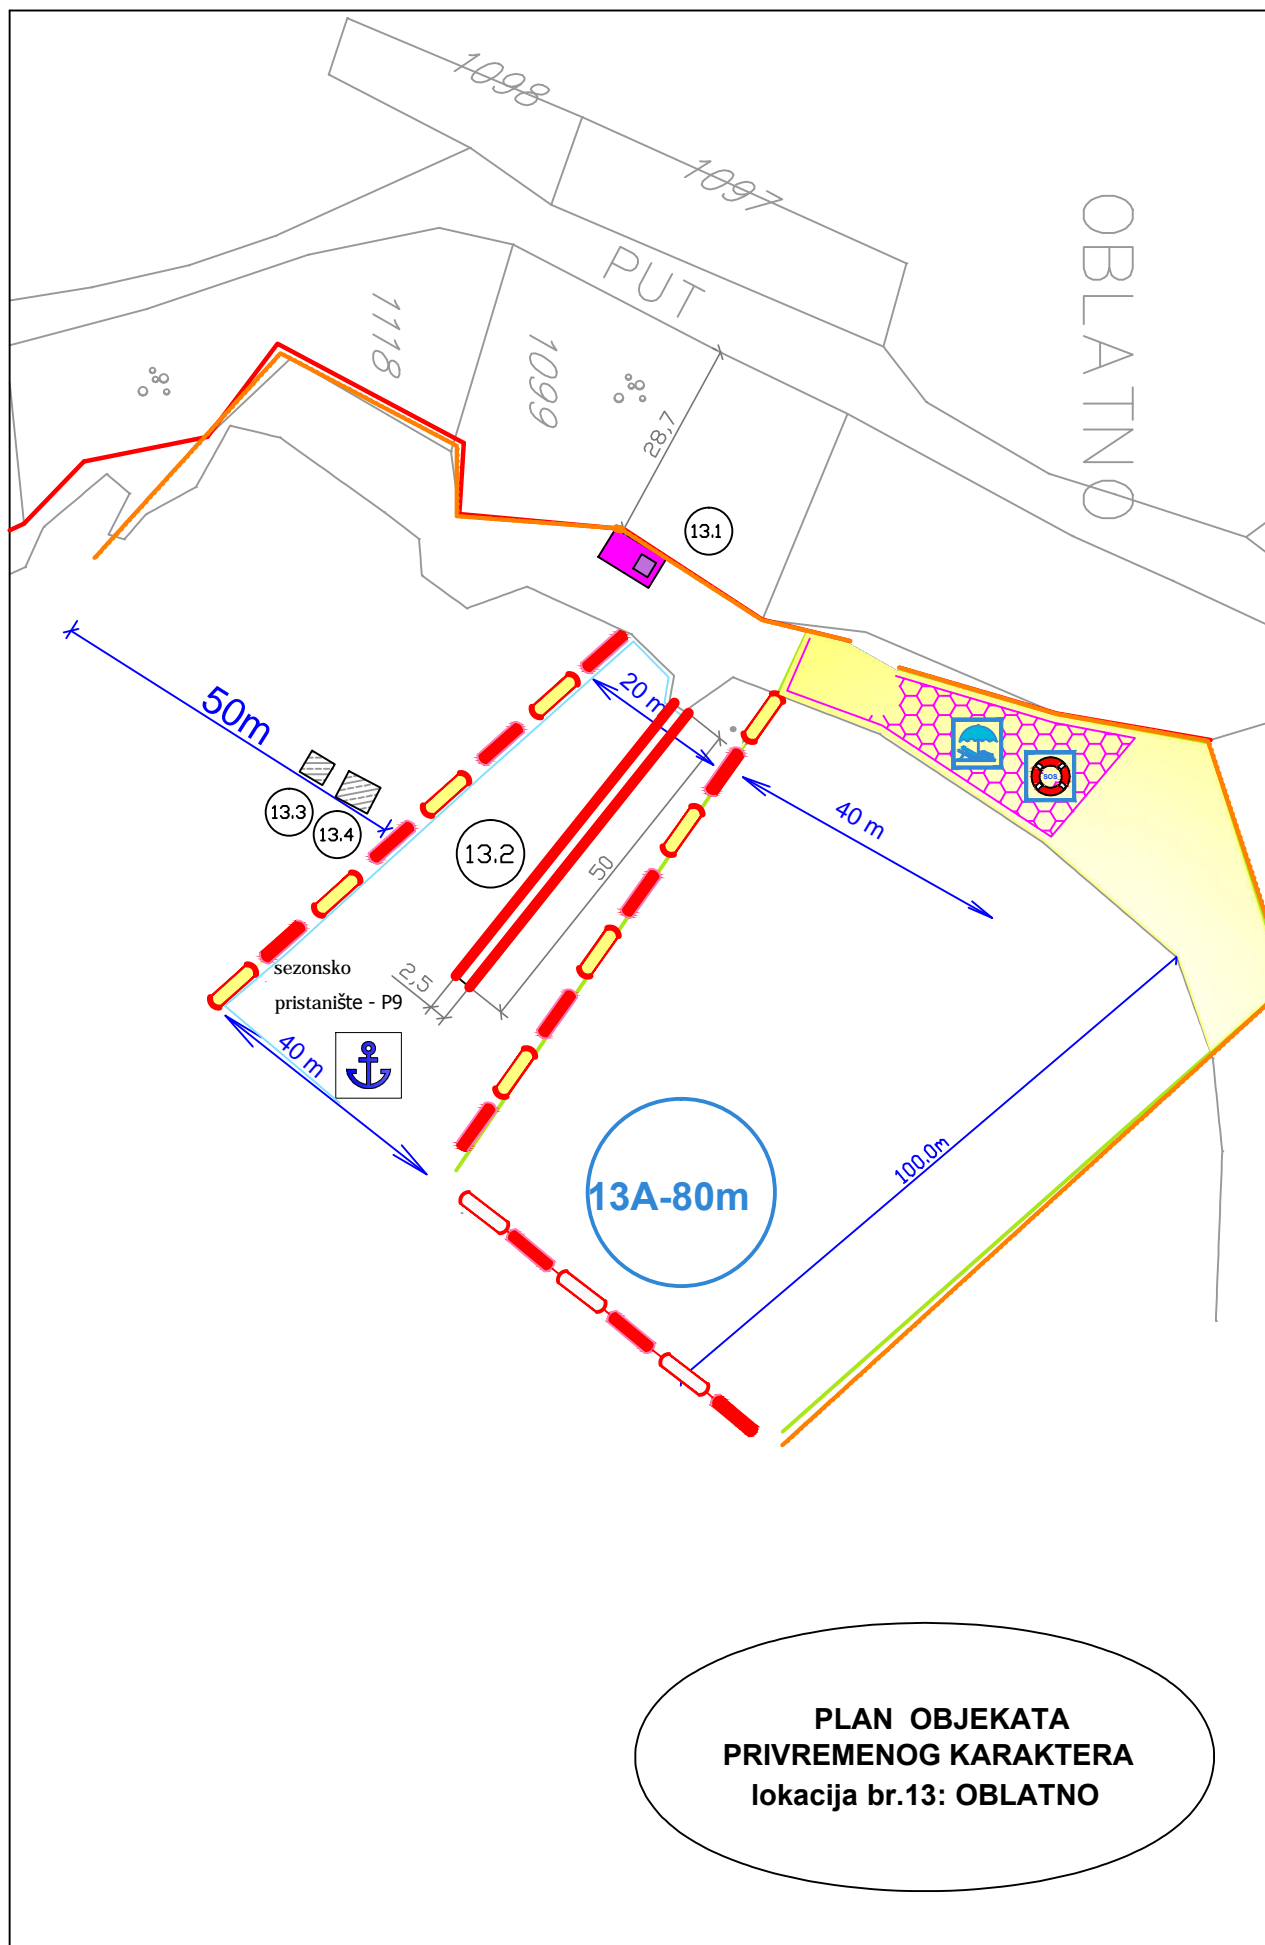 1098
1097
OBLATNO
PUT
1118
1099
28,7
13.1
20 m
50m
13.3
13.4
13.2
50
40 m
SOS
sezonsko
pristanište - P9
2,5
40 m
100.0m
13A-80m
PLAN OBJEKATA
PRIVREMENOG KARAKTERA
lokacija br.13: OBLATNO